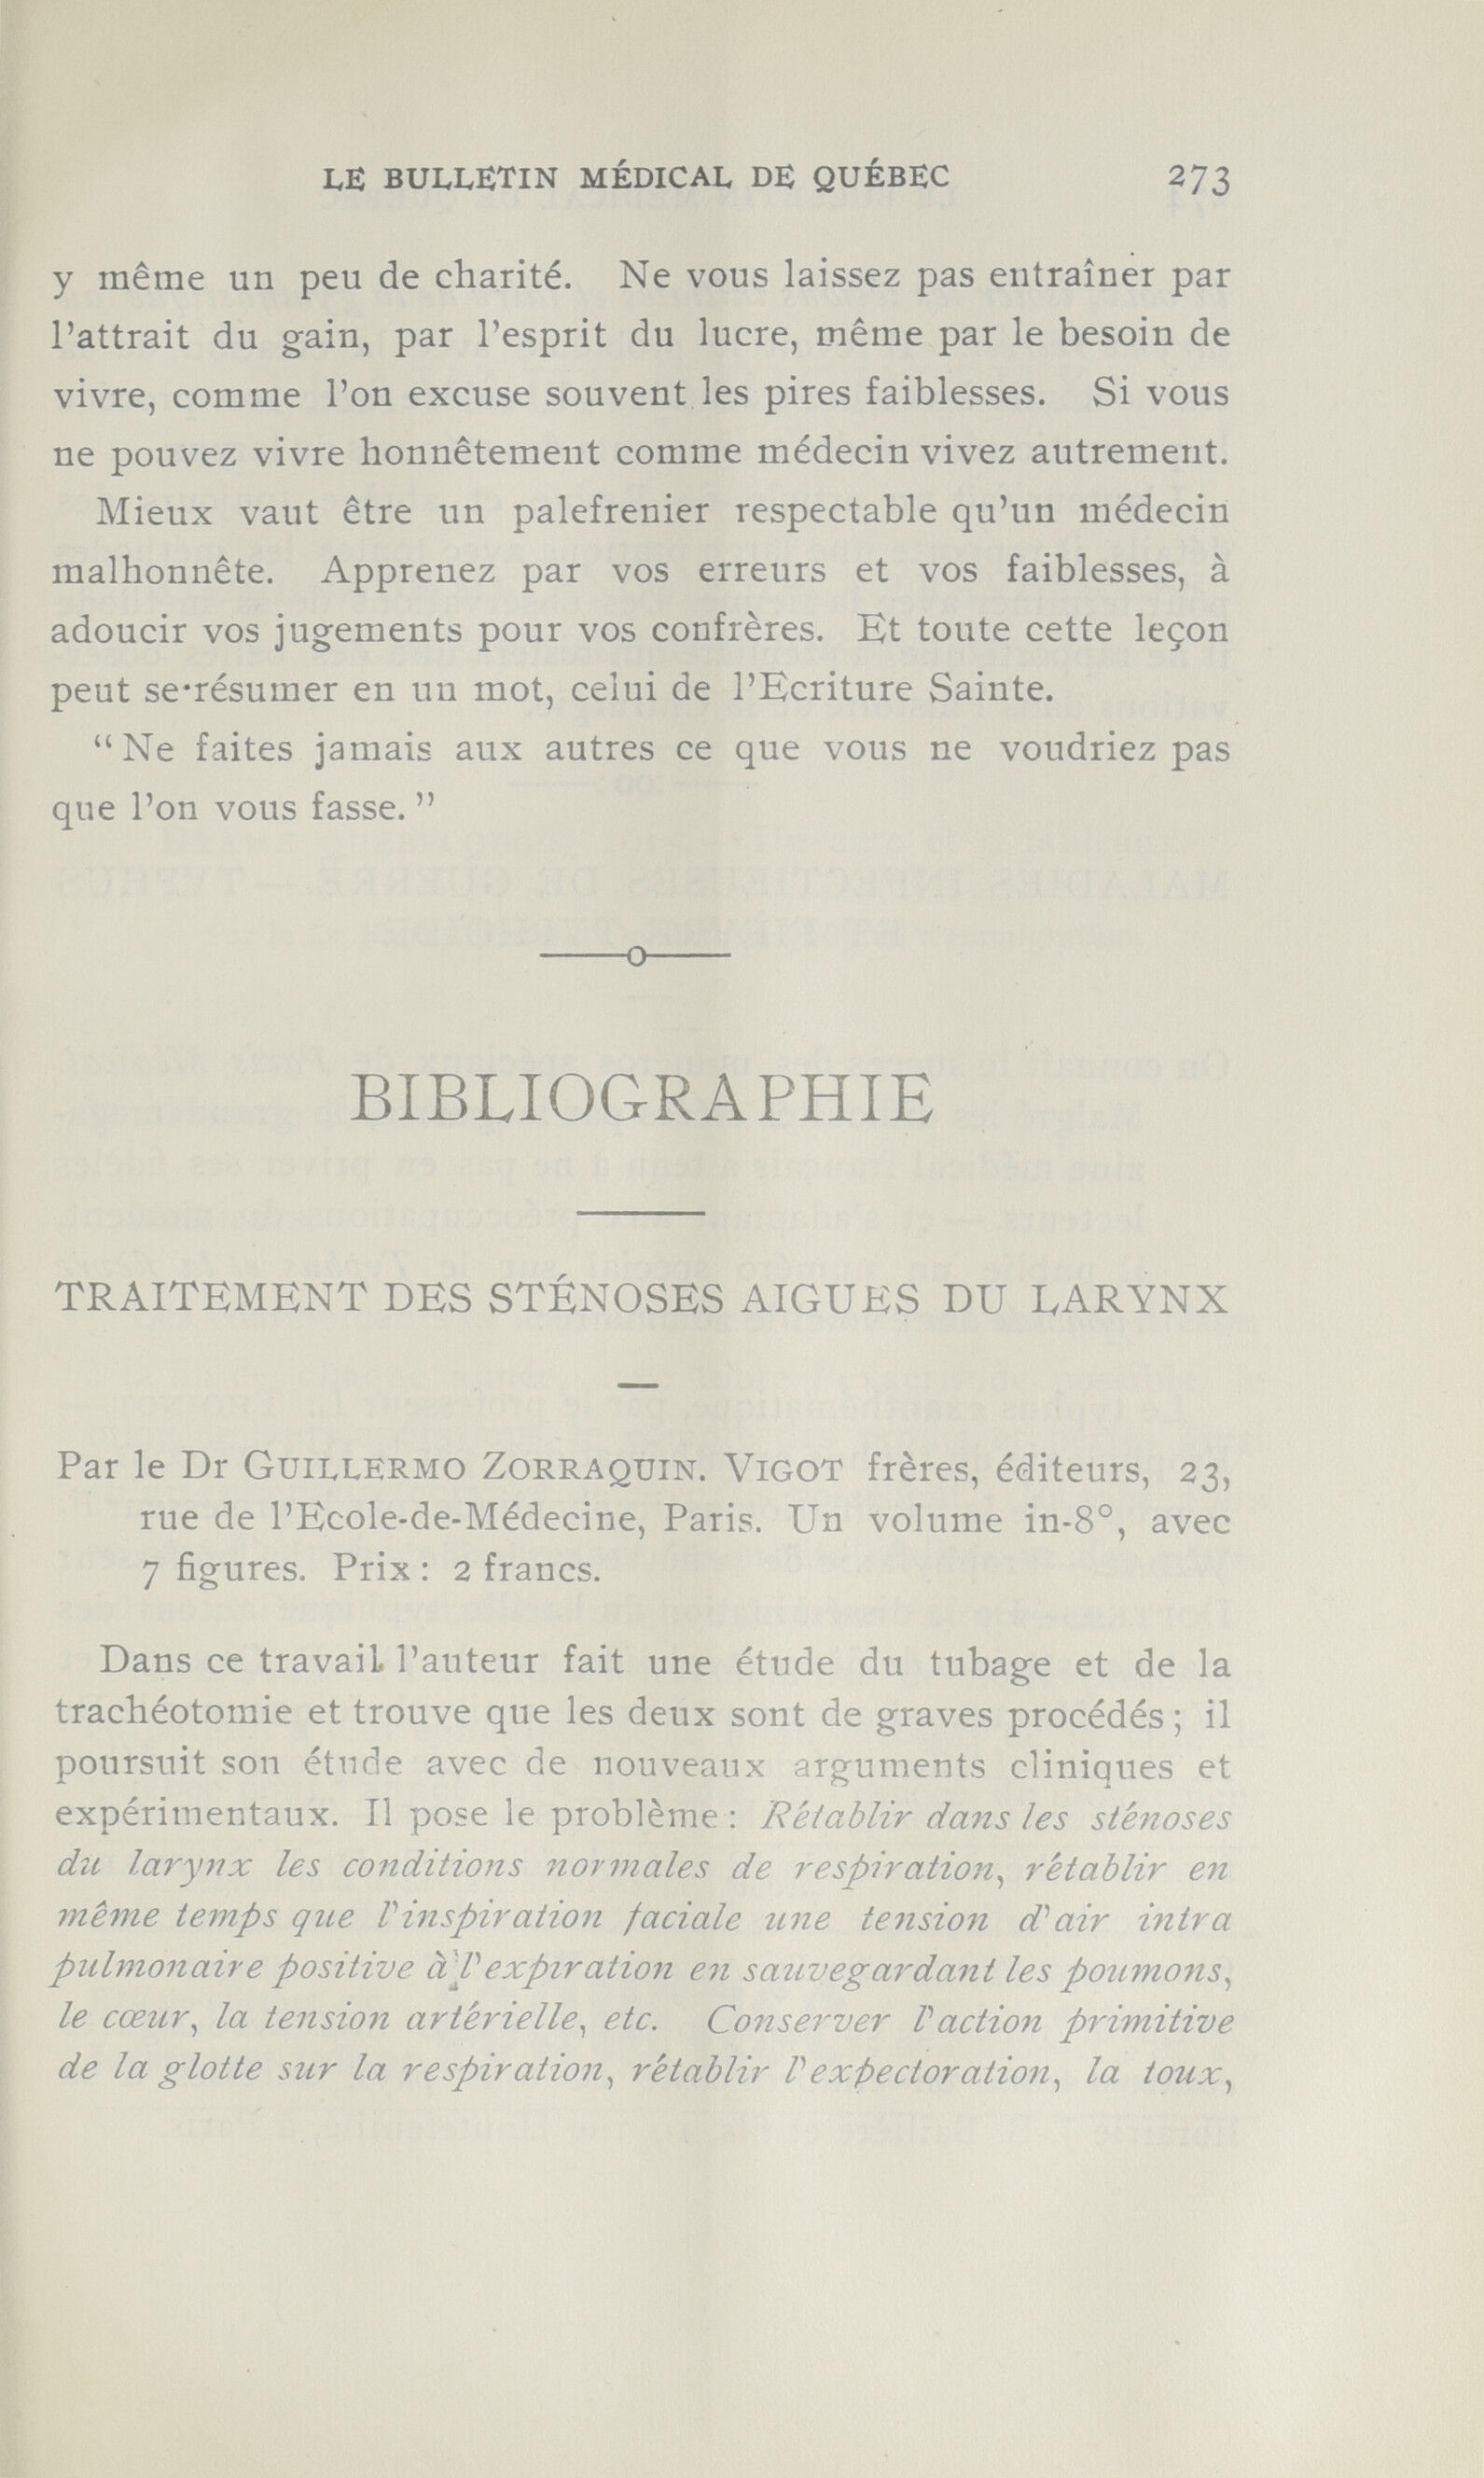 LE BULLETIN MÉDICAL DE QUÉBEC 273
y même un peu de charité. Ne vous laissez pas entraîner par
l'attrait du gain, par l'esprit du lucre, même par le besoin de
vivre, comme l'on excuse souvent les pires faiblesses. Si vous
ne pouvez vivre honnêtement comme médecin vivez autrement.
Mieux vaut être un palefrenier respectable qu'un médecin
malhonnête. Apprenez par vos erreurs et vos faiblesses, à
adoucir vos jugements pour vos confrères. Et toute cette leçon
peut se résumer en un mot, celui de l'Ecriture Sainte.
“Ne faites jamais aux autres ce que vous ne voudriez pas
que l'on vous fasse.”
BIBLIOGRAPHIE
TRAITEMENT DES STÉNOSES AIGUES DU LARYNX
Par le Dr GUILLERMO ZORRAQUIN. VIGOT frères, éditeurs, 23,
rue de l'Ecole-de-Médecine, Paris. Un volume in-8°, avec
7 figures. Prix : 2 francs.
Dans ce travail l'auteur fait une étude du tubage et de la
trachéotomie et trouve que les deux sont de graves procédés ; il
poursuit son étude avec de nouveaux arguments cliniques et
expérimentaux. Il pose le problème : Rétablir dans les sténoses
du larynx les conditions normales de respiration, rétablir en
même temps que l'inspiration faciale une tension d'air intra
pulmonaire positive à l'expiration en sauvegardant les poumons,
le cœur, la tension artérielle, etc. Conserver l'action primitive
de la glotte sur la respiration, rétablir l'expectoration, la toux,